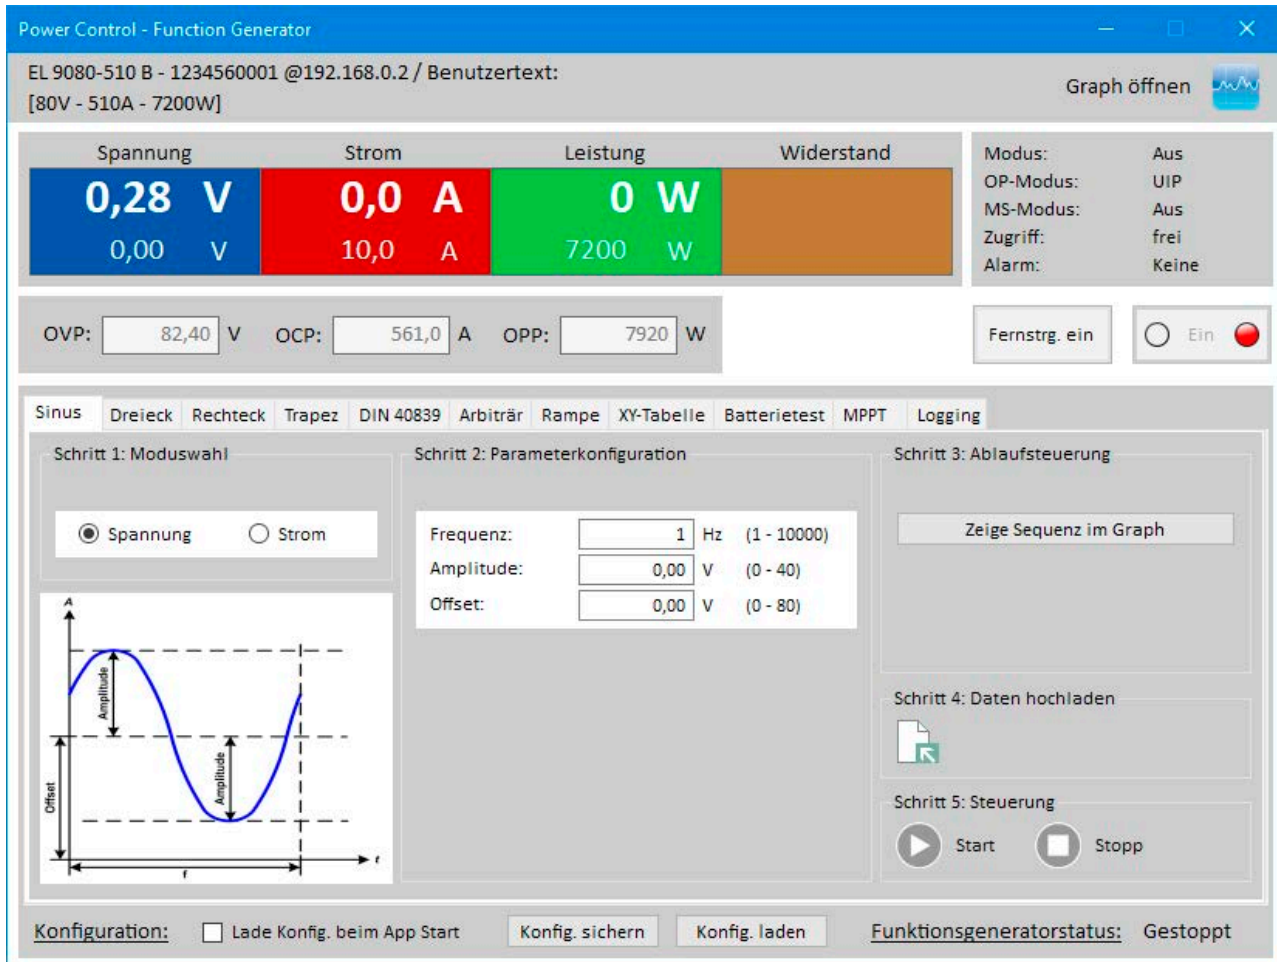 Power Control - Function Generator
EL 9080-510 B - 1234560001 @192.168.0.2 / Benutzertext:
[80V - 510A - 7200W]
Graph öffnen
Spannung Strom Leistung Widerstand
0,28 V 0,0 A 0 W
0,00 V 10,0 A 7200 W
Modus: Aus
OP-Modus: UIP
MS-Modus: Aus
Zugriff: frei
Alarm: Keine
OVP: 82,40 V OCP: 561,0 A OPP: 7920 W
Fernstrg. ein
Ein
Sinus Dreieck Rechteck Trapez DIN 40839 Arbiträr Rampe XY-Tabelle Batterietest MPPT Logging
Schritt 1: Moduswahl
Spannung Strom
A
Amplitude
Amplitude
Offset
t
f
Schritt 2: Parameterkonfiguration
Frequenz: 1 Hz (1 - 10000)
Amplitude: 0,00 V (0 - 40)
Offset: 0,00 V (0 - 80)
Schritt 3: Ablaufsteuerung
Zeige Sequenz im Graph
Schritt 4: Daten hochladen
Schritt 5: Steuerung
Start Stopp
Konfiguration: Lade Konfig. beim App Start Konfig. sichern Konfig. laden Funktionsgeneratorstatus: Gestoppt